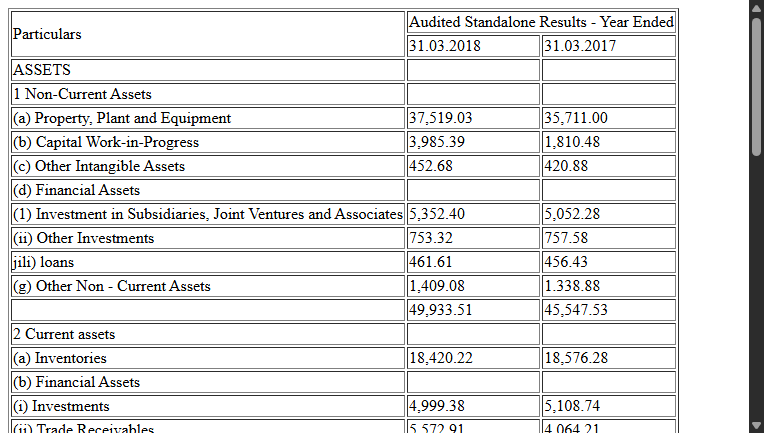 Particulars Audited Standalone Results - Year Ended
31.03.2018 31.03.2017
ASSETS
1 Non-Current Assets
(a) Property, Plant and Equipment 37,519.03 35,711.00
(b) Capital Work-in-Progress 3,985.39 1,810.48
(c) Other Intangible Assets 452.68 420.88
(d) Financial Assets
(1) Investment in Subsidiaries, Joint Ventures and Associates 5,352.40 5,052.28
(ii) Other Investments 753.32 757.58
jili) loans 461.61 456.43
(g) Other Non - Current Assets 1,409.08 1.338.88
49,933.51 45,547.53
2 Current assets
(a) Inventories 18,420.22 18,576.28
(b) Financial Assets
(i) Investments 4,999.38 5,108.74
(ii) Trade Receivables 5,572.91 4,064.21